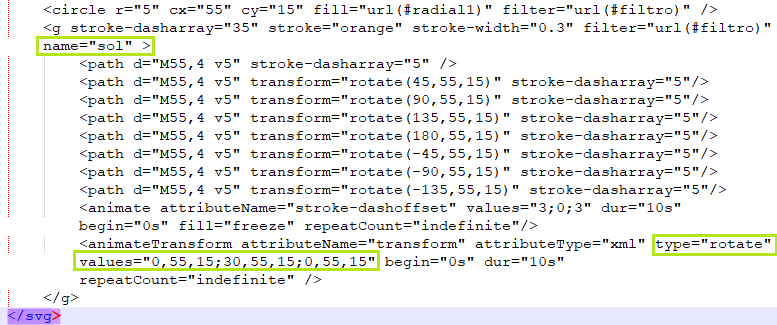 <circle r="5" cx="55" cy="15" fill="url(#radial1)" filter="url(#filtro)" />
<g stroke-dasharray="35" stroke="orange" stroke-width="0.3" filter="url(#filtro)"
name="sol" >
<path d="M55,4 v5" stroke-dasharray="5" />
<path d="M55,4 v5" transform="rotate(45,55,15)" stroke-dasharray="5"/>
<path d="M55,4 v5" transform="rotate(90,55,15)" stroke-dasharray="5"/>
<path d="M55,4 v5" transform="rotate(135,55,15)" stroke-dasharray="5"/>
<path d="M55,4 v5" transform="rotate(180,55,15)" stroke-dasharray="5"/>
<path d="M55,4 v5" transform="rotate(-45,55,15)" stroke-dasharray="5"/>
<path d="M55,4 v5" transform="rotate(-90,55,15)" stroke-dasharray="5"/>
<path d="M55,4 v5" transform="rotate(-135,55,15)" stroke-dasharray="5"/>
<animate attributeName="stroke-dashoffset" values="3;0;3" dur="10s"
begin="0s" fill="freeze" repeatCount="indefinite"/>
<animateTransform attributeName="transform" attributeType="xml" type="rotate"
values="0,55,15;30,55,15;0,55,15" begin="0s" dur="10s"
repeatCount="indefinite" />
</g>
</svg>